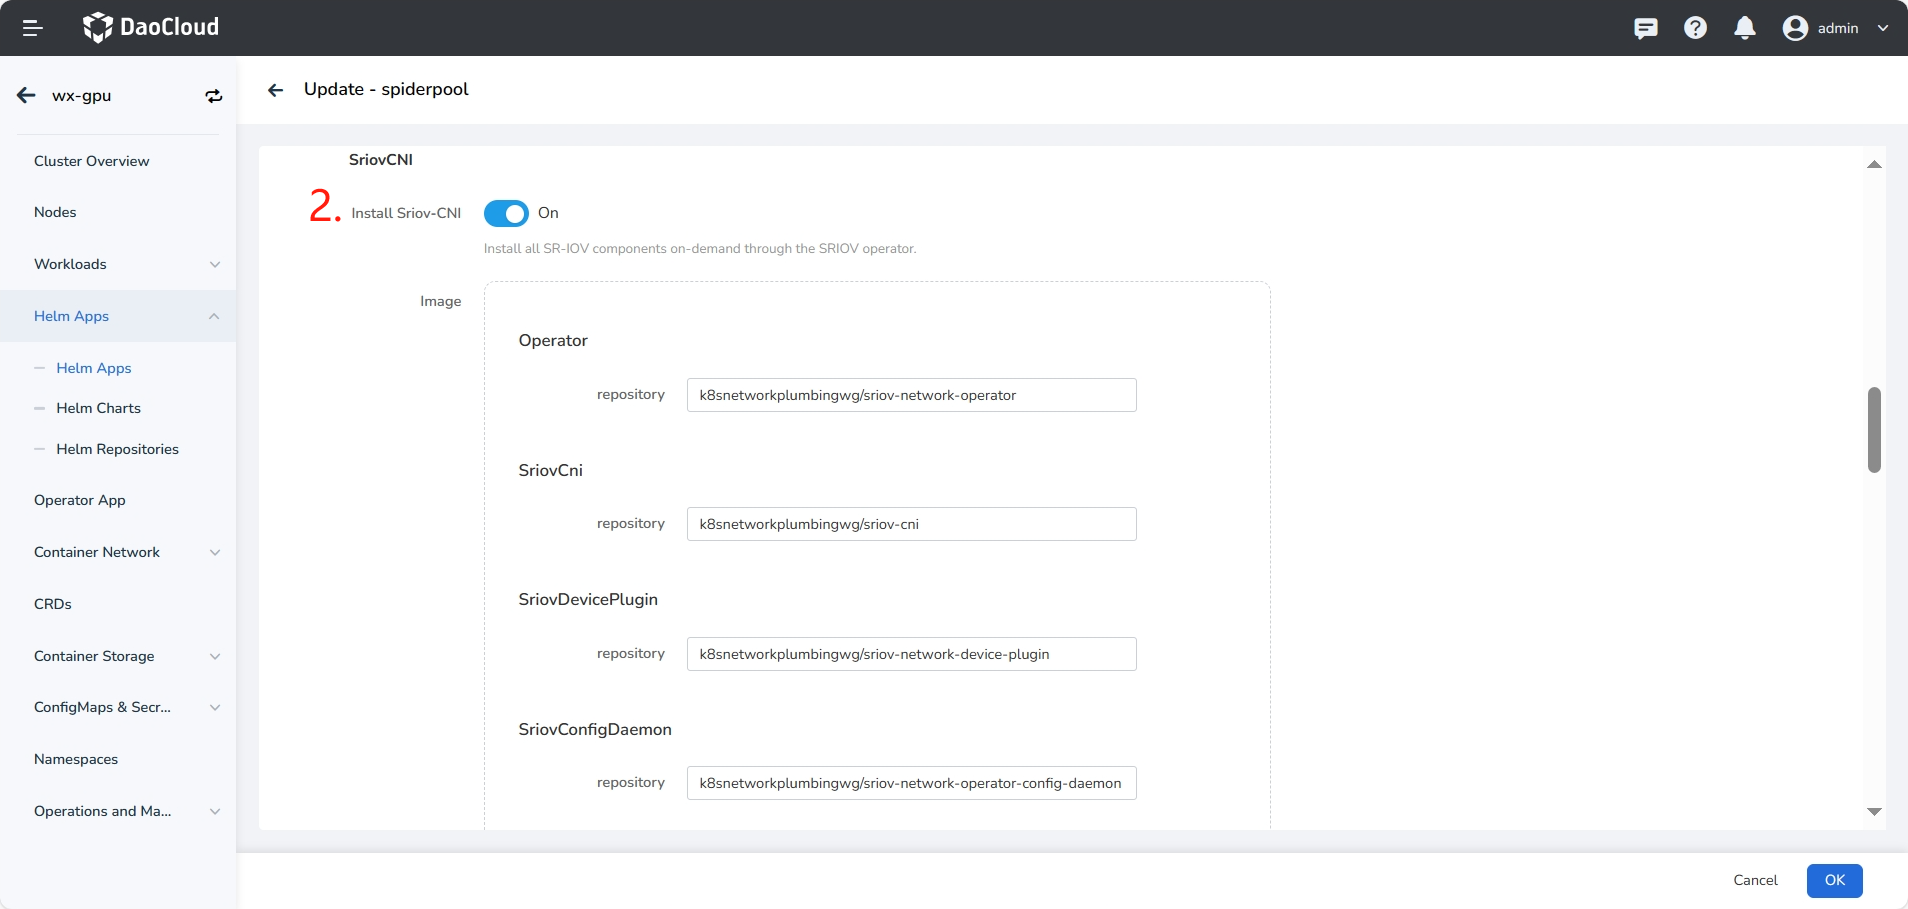 DaoCloud
admin
wx-gpu
Cluster Overview
Nodes
Workloads
Helm Apps
Helm Apps
Helm Charts
Helm Repositories
Operator App
Container Network
CRDs
Container Storage
ConfigMaps & Secr...
Namespaces
Operations and Ma...
Update - spiderpool
SriovCNI
2. Install Sriov-CNI On
Install all SR-IOV components on-demand through the SRIOV operator.
Image
Operator
repository k8snetworkplumbingwg/sriov-network-operator
SriovCni
repository k8snetworkplumbingwg/sriov-cni
SriovDevicePlugin
repository k8snetworkplumbingwg/sriov-network-device-plugin
SriovConfigDaemon
repository k8snetworkplumbingwg/sriov-network-operator-config-daemon
Cancel OK